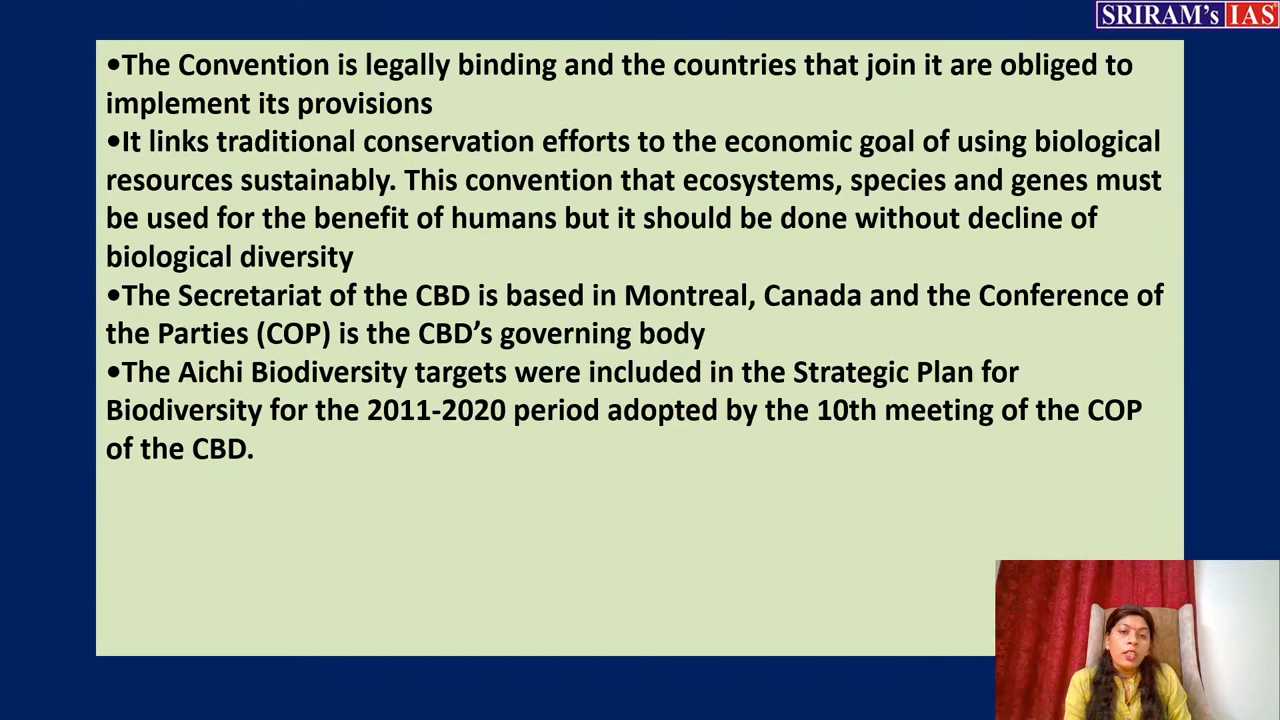 SRIRAM's IAS
•The Convention is legally binding and the countries that join it are obliged to
implement its provisions
•It links traditional conservation efforts to the economic goal of using biological
resources sustainably. This convention that ecosystems, species and genes must
be used for the benefit of humans but it should be done without decline of
biological diversity
•The Secretariat of the CBD is based in Montreal, Canada and the Conference of
the Parties (COP) is the CBD’s governing body
•The Aichi Biodiversity targets were included in the Strategic Plan for
Biodiversity for the 2011-2020 period adopted by the 10th meeting of the COP
of the CBD.